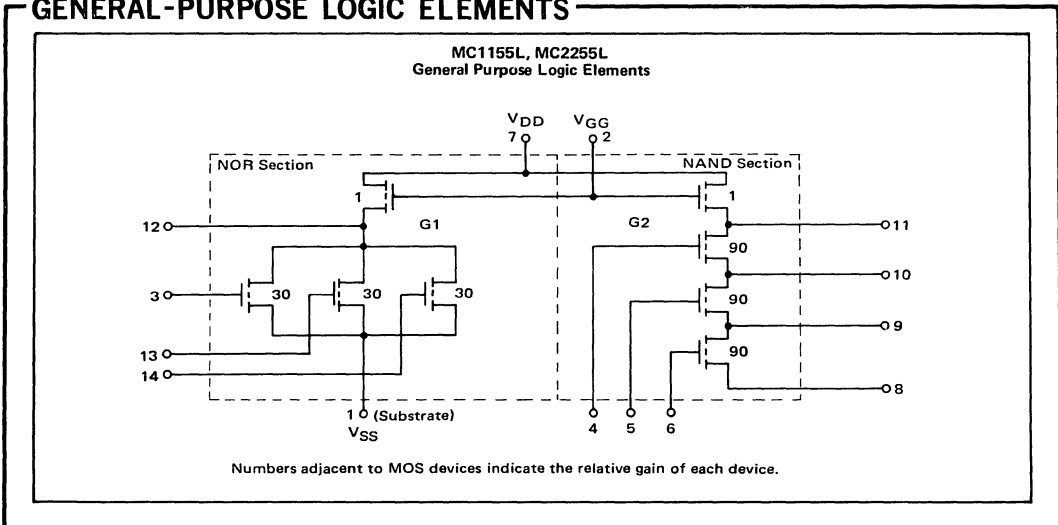 GENERAL-PURPOSE LOGIC ELEMENTS
MC1155L, MC2255L
General Purpose Logic Elements
VDD VGG
7 2
NOR Section NAND Section
1 1
12 G1 G2 11
90
10
3 30 30 30 90
9
13 90
14
8
1 (Substrate)
VSS 4 5 6
Numbers adjacent to MOS devices indicate the relative gain of each device.